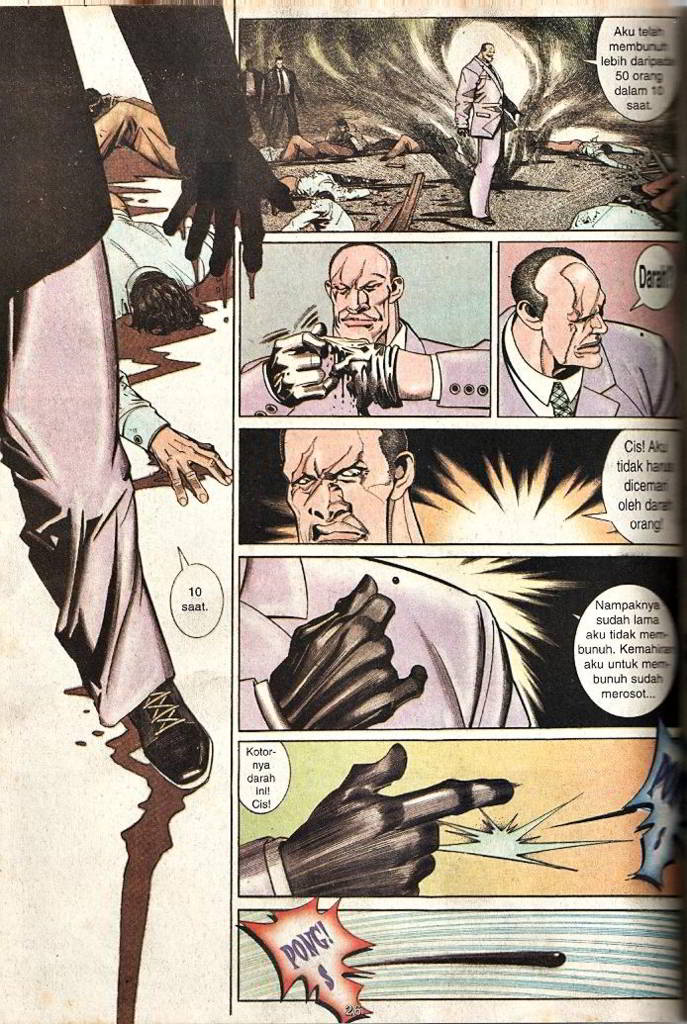 10
saat.
Aku telah
membunuh
lebih daripada
50 orang
dalam 10
saat.
Darah?
Cis! Aku
tidak harus
dicemari
oleh darah
orang!
Nampaknya
sudah lama
aku tidak mem-
bunuh. Kemahiran
aku untuk mem-
bunuh sudah
merosot...
Kotor-
nya
darah
ini!
Cis!
PONG!
S
26